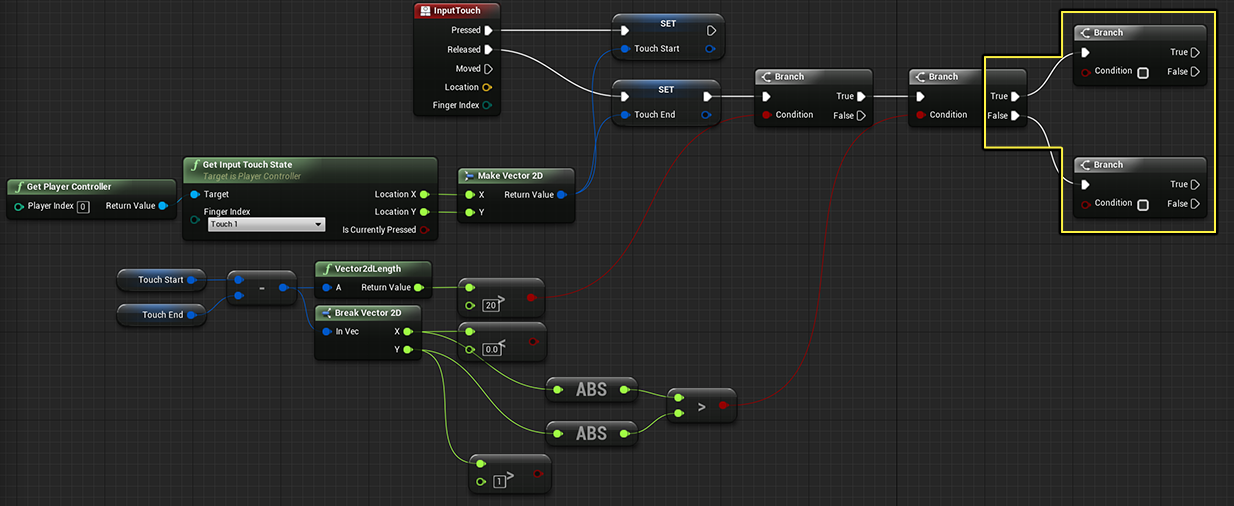 InputTouch
Pressed
Released
Moved
Location
Finger Index
SET
Touch Start
SET
Touch End
Branch
True
Condition
False
Branch
True
Condition
False
Branch
True
Condition
False
Branch
True
Condition
False
Get Player Controller
Player Index 0
Return Value
Get Input Touch State
Target is Player Controller
Target
Location X
Finger Index
Location Y
Touch 1
Is Currently Pressed
Make Vector 2D
X
Return Value
Y
Touch Start
Touch End
-
Vector2dLength
A
Return Value
Break Vector 2D
In Vec
X
Y
20 >
0.0 <
ABS
ABS
>
1 >